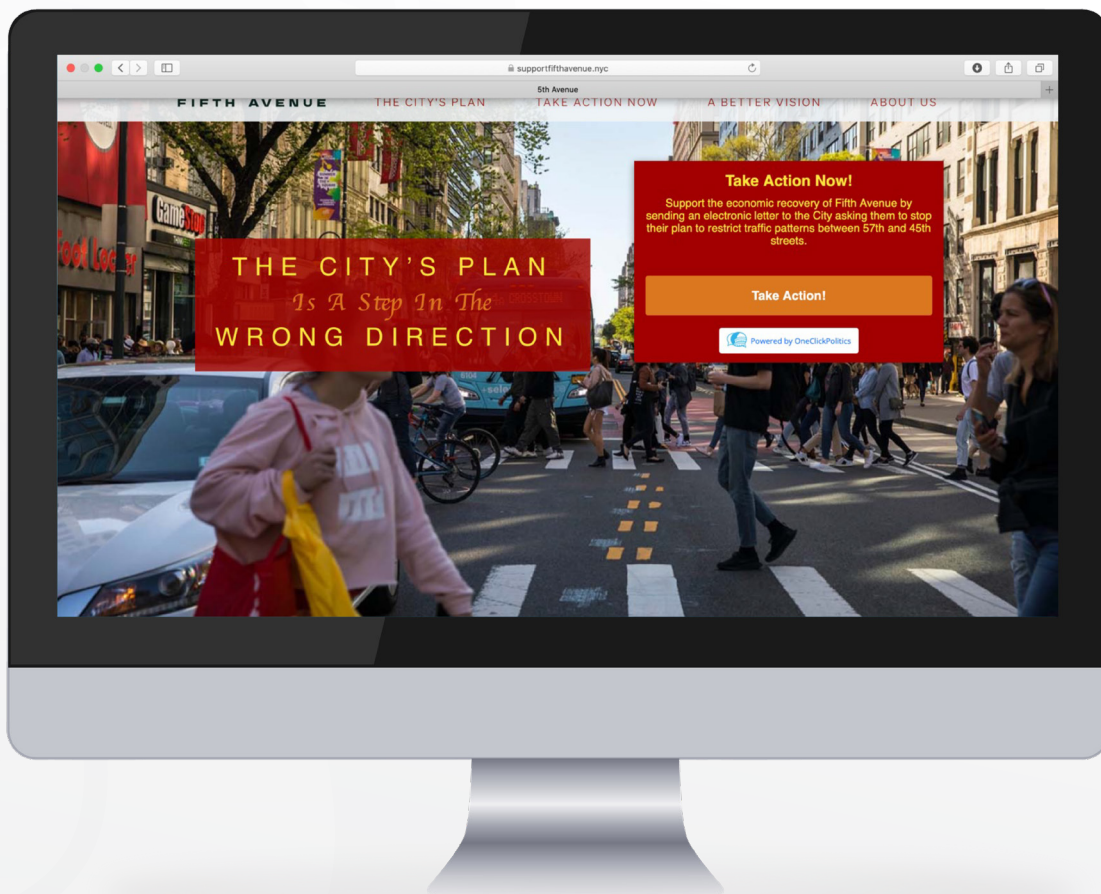 supportfifthavenue.nyc
5th Avenue
FIFTH AVENUE
THE CITY'S PLAN
TAKE ACTION NOW
A BETTER VISION
ABOUT US
GameStop
Foot Locker
THE CITY'S PLAN
Is A Step In The
WRONG DIRECTION
CROSSTOWN
6104
+sele
Take Action Now!
Support the economic recovery of Fifth Avenue by
sending an electronic letter to the City asking them to stop
their plan to restrict traffic patterns between 57th and 45th
streets.
Take Action!
Powered by OneClickPolitics